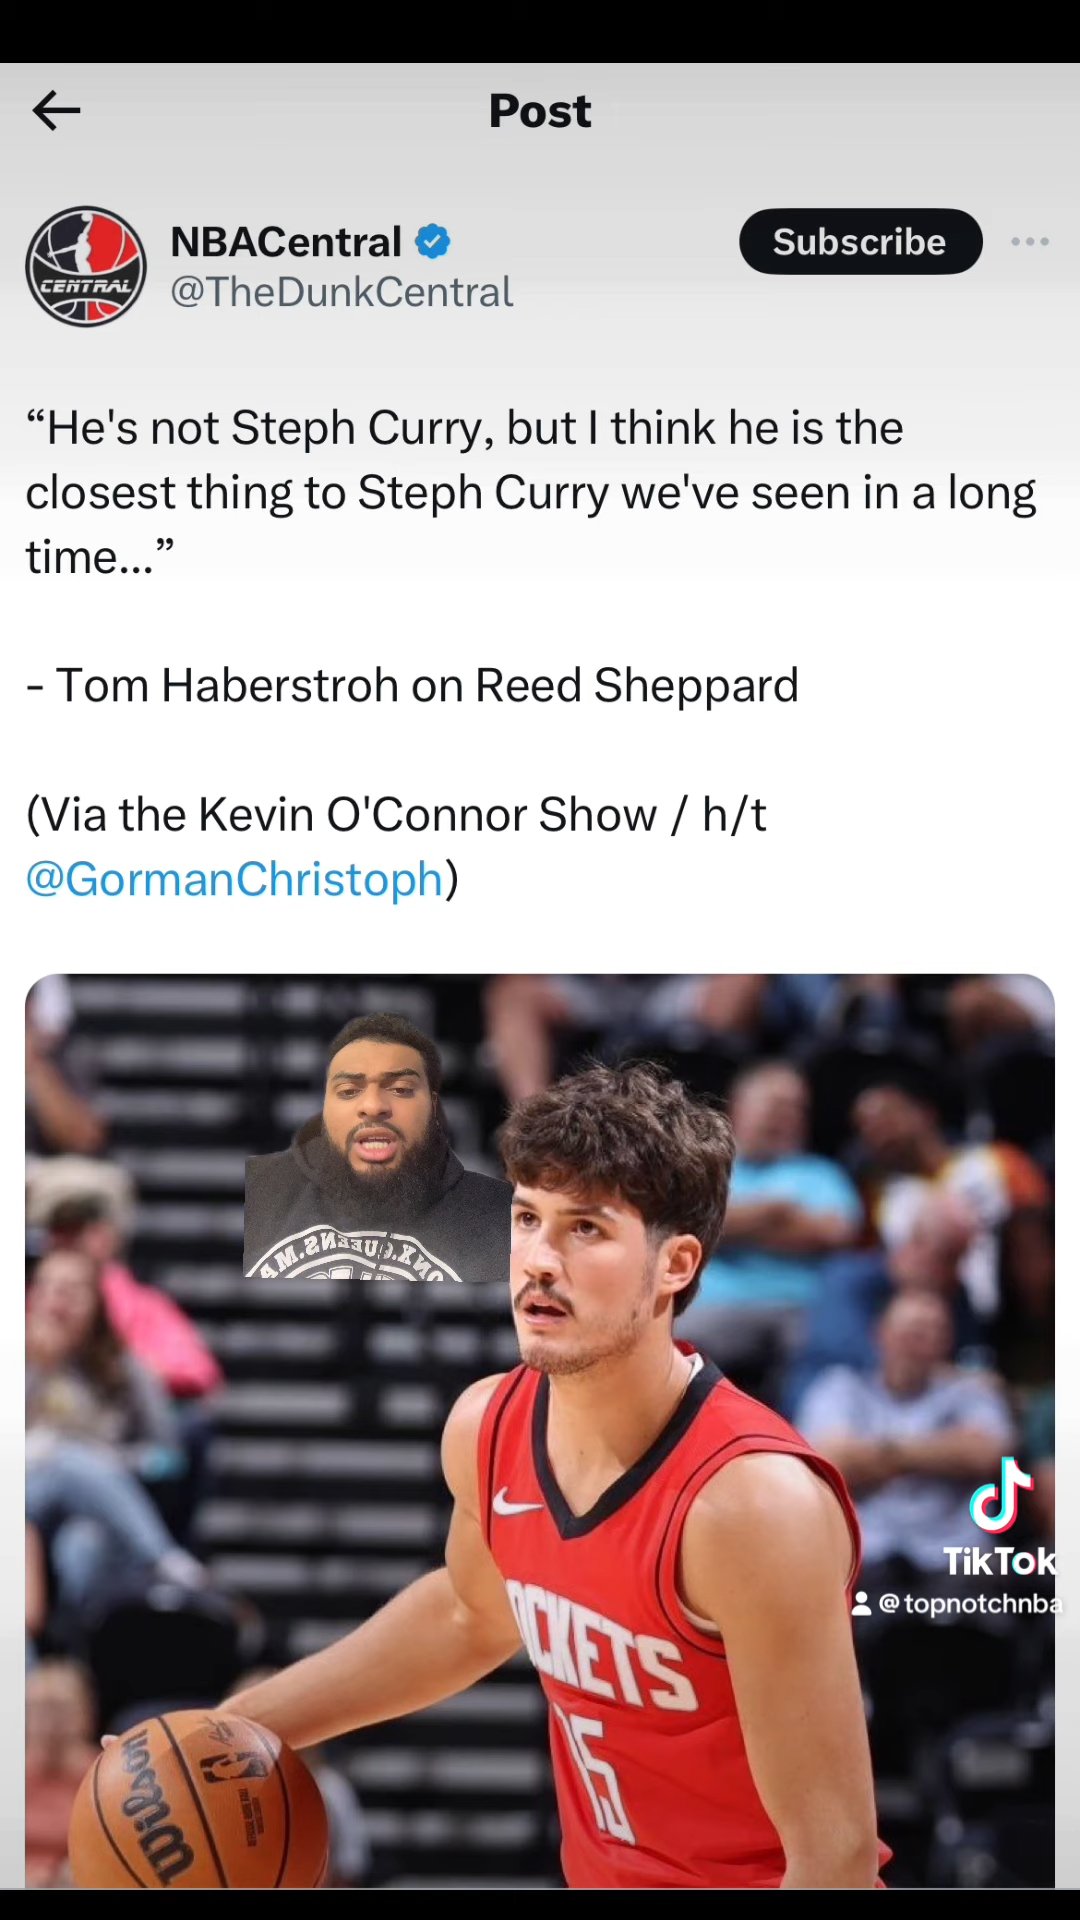 Post
NBACentral
@TheDunkCentral
Subscribe
CENTRAL
“He's not Steph Curry, but I think he is the
closest thing to Steph Curry we've seen in a long
time...”
- Tom Haberstroh on Reed Sheppard
(Via the Kevin O'Connor Show / h/t
@GormanChristoph)
OCKETS
15
Wilson
TikTok
@topnotchnba